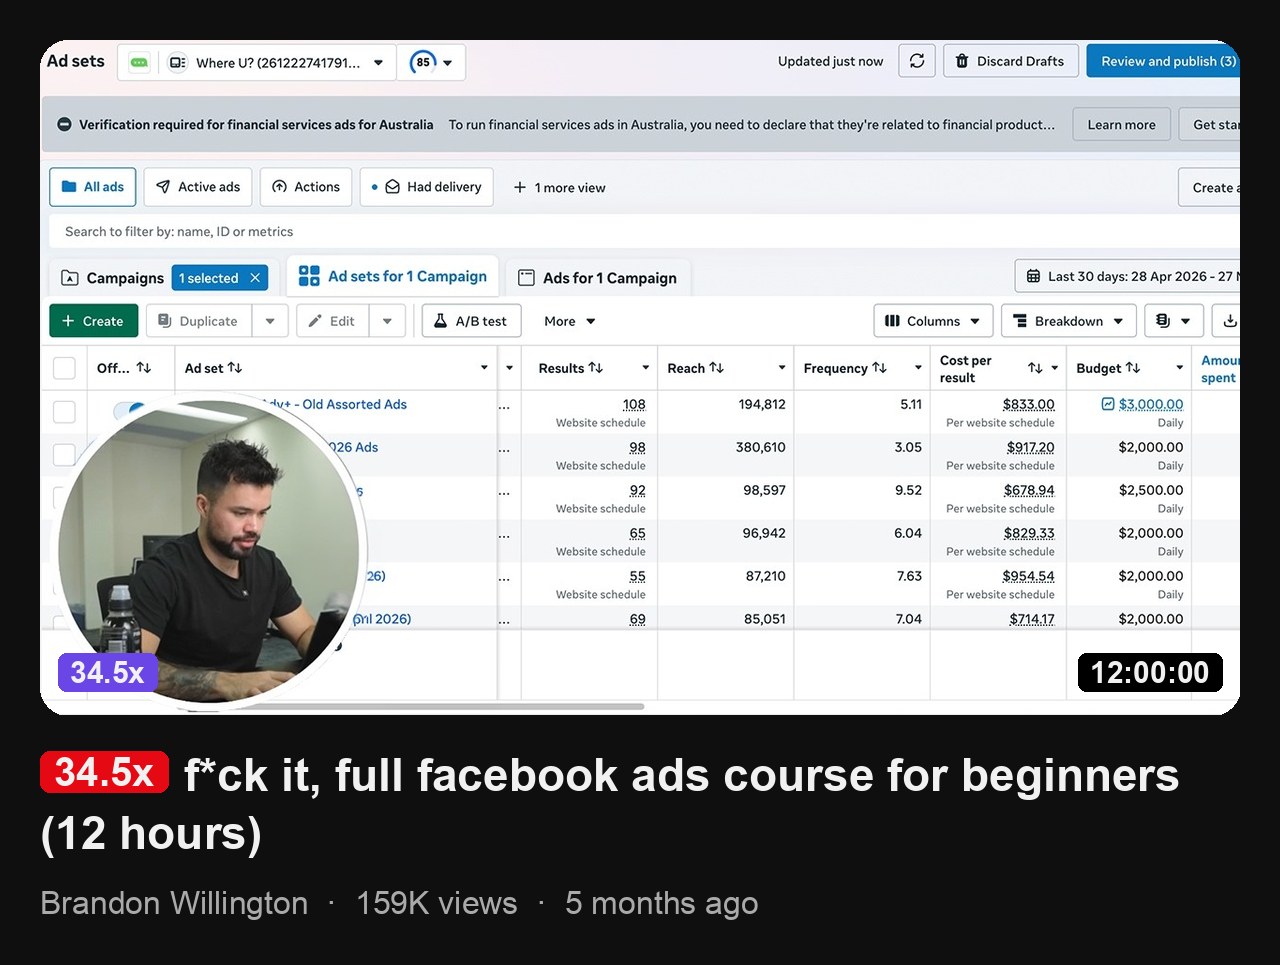 Ad sets
Where U? (261222741791...
85
Updated just now
Discard Drafts
Review and publish (3)
Verification required for financial services ads for Australia To run financial services ads in Australia, you need to declare that they're related to financial product...
Learn more
Get star
All ads
Active ads
Actions
Had delivery
+ 1 more view
Create a
Search to filter by: name, ID or metrics
Campaigns 1 selected ×
Ad sets for 1 Campaign
Ads for 1 Campaign
Last 30 days: 28 Apr 2026 - 27
+ Create
Duplicate
Edit
A/B test
More
Columns
Breakdown
Off... Ad set Results Reach Frequency Cost per result Budget Amour spent
Adv+ - Old Assorted Ads ... 108 194,812 5.11 $833.00 $3,000.00
Website schedule Per website schedule Daily
026 Ads ... 98 380,610 3.05 $917.20 $2,000.00
Website schedule Per website schedule Daily
... 92 98,597 9.52 $678.94 $2,500.00
Website schedule Per website schedule Daily
... 65 96,942 6.04 $829.33 $2,000.00
Website schedule Per website schedule Daily
26) ... 55 87,210 7.63 $954.54 $2,000.00
Website schedule Per website schedule Daily
2026) ... 69 85,051 7.04 $714.17 $2,000.00
34.5x
12:00:00
34.5x f*ck it, full facebook ads course for beginners
(12 hours)
Brandon Willington · 159K views · 5 months ago